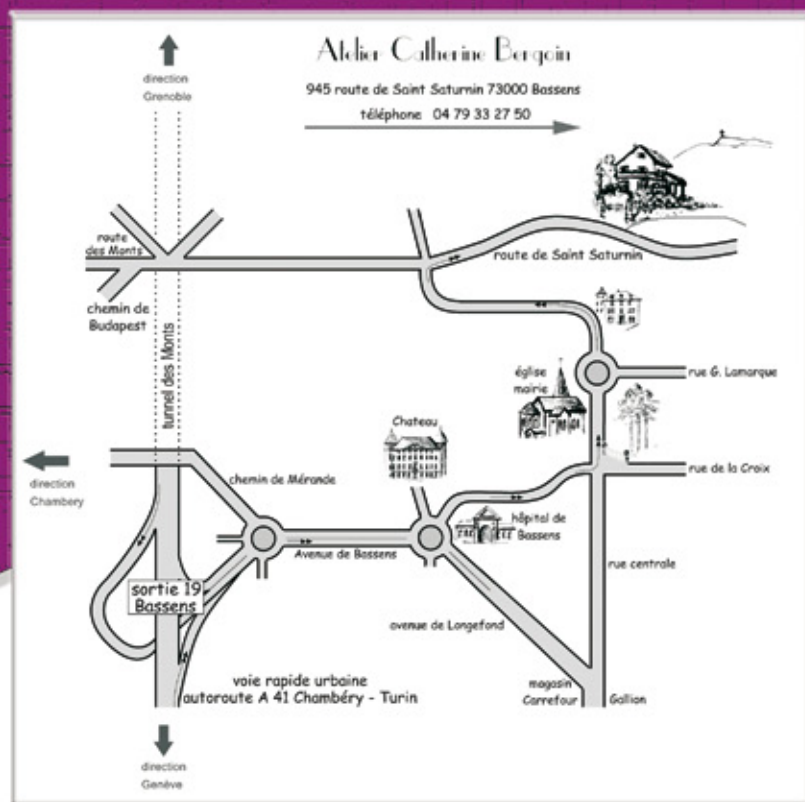 Atelier Catherine Bergoin
945 route de Saint Saturnin 73000 Bassens
téléphone 04 79 33 27 50
direction
Grenoble
route
des Monts
route de Saint Saturnin
chemin de
Budapest
tunnel des Monts
église
mairie
rue G. Lamarque
Chateau
direction
Chambery
chemin de Mérande
rue de la Croix
hôpital de
Bassens
Avenue de Bassens
rue centrale
sortie 19
Bassens
avenue de Longefond
voie rapide urbaine
autoroute A 41 Chambéry - Turin
magasin
Carrefour
Gallion
direction
Genève